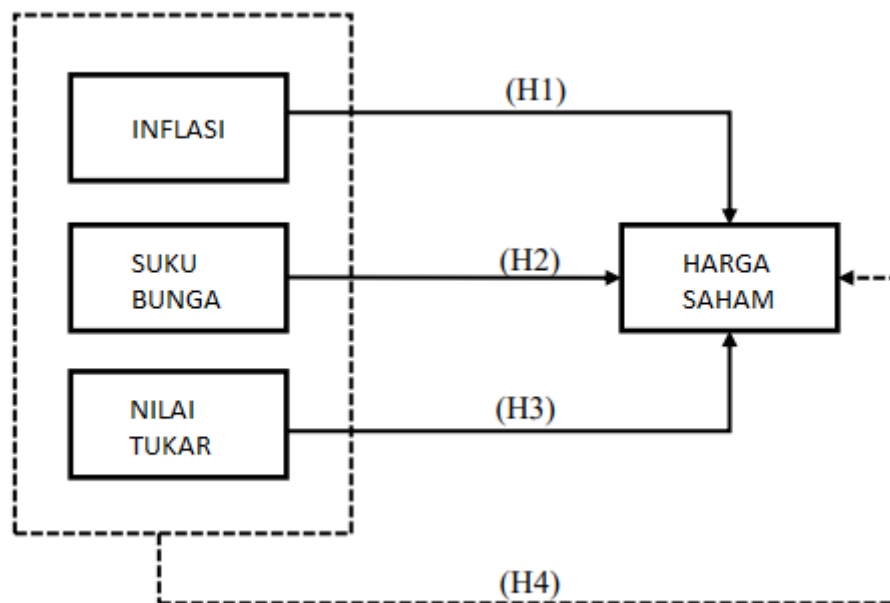 INFLASI
(H1)
SUKU
BUNGA
(H2)
HARGA
SAHAM
NILAI
TUKAR
(H3)
(H4)